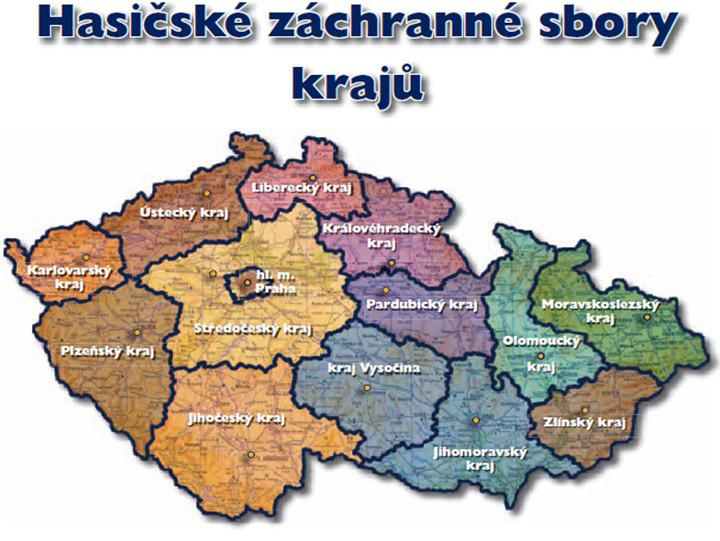 Hasičské záchranné sbory
krajů
Liberecký kraj
Ústecký kraj
Královéhradecký
kraj
Karlovarský
kraj
hl. m.
Praha
Pardubický kraj
Moravskoslezský
kraj
Středočeský kraj
Olomoucký
kraj
Plzeňský kraj
kraj Vysočina
Jihočeský kraj
Zlínský kraj
Jihomoravský
kraj